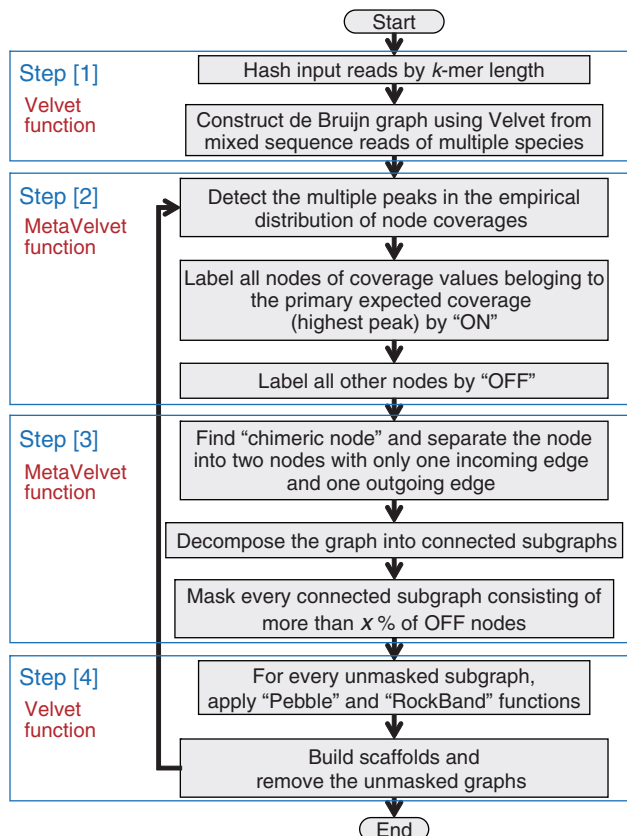 Start
Step [1]
Velvet
function
Hash input reads by k-mer length
Construct de Bruijn graph using Velvet from
mixed sequence reads of multiple species
Step [2]
MetaVelvet
function
Detect the multiple peaks in the empirical
distribution of node coverages
Label all nodes of coverage values beloging to
the primary expected coverage
(highest peak) by “ON”
Label all other nodes by “OFF”
Step [3]
MetaVelvet
function
Find “chimeric node” and separate the node
into two nodes with only one incoming edge
and one outgoing edge
Decompose the graph into connected subgraphs
Mask every connected subgraph consisting of
more than x % of OFF nodes
Step [4]
Velvet
function
For every unmasked subgraph,
apply “Pebble” and “RockBand” functions
Build scaffolds and
remove the unmasked graphs
End